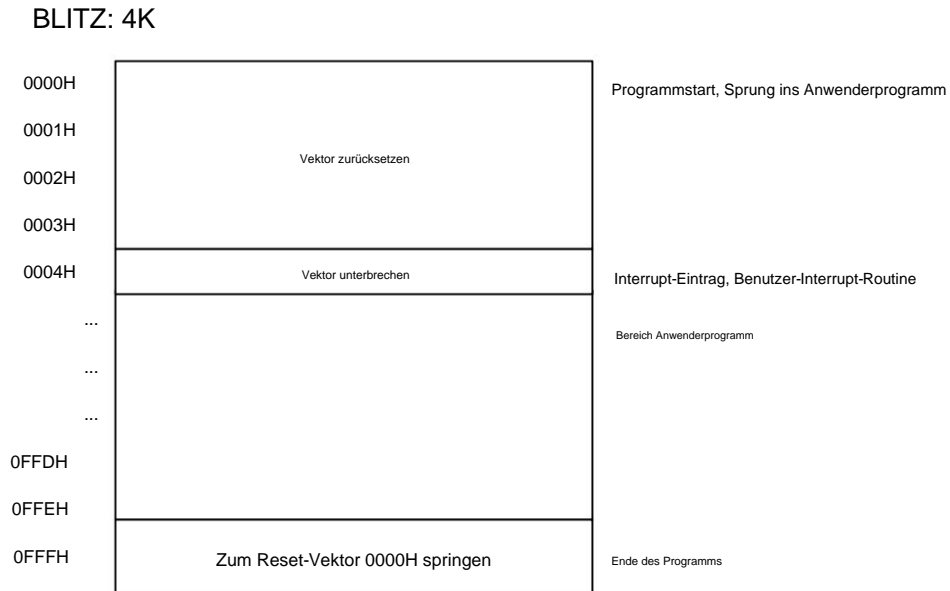 BLITZ: 4K
0000H
Programmstart, Sprung ins Anwenderprogramm
0001H
Vektor zurücksetzen
0002H
0003H
0004H
Vektor unterbrechen
Interrupt-Eintrag, Benutzer-Interrupt-Routine
...
Bereich Anwenderprogramm
...
...
0FFDH
0FFEH
0FFFH
Zum Reset-Vektor 0000H springen
Ende des Programms